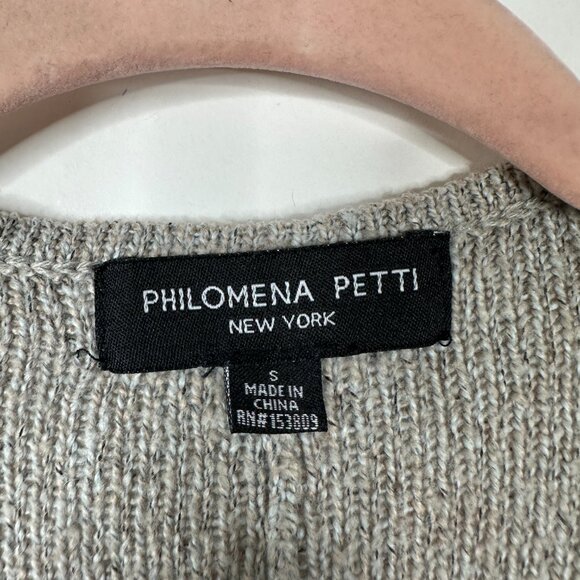 PHILOMENA PETTI
NEW YORK
S
MADE IN
CHINA
RN#153809